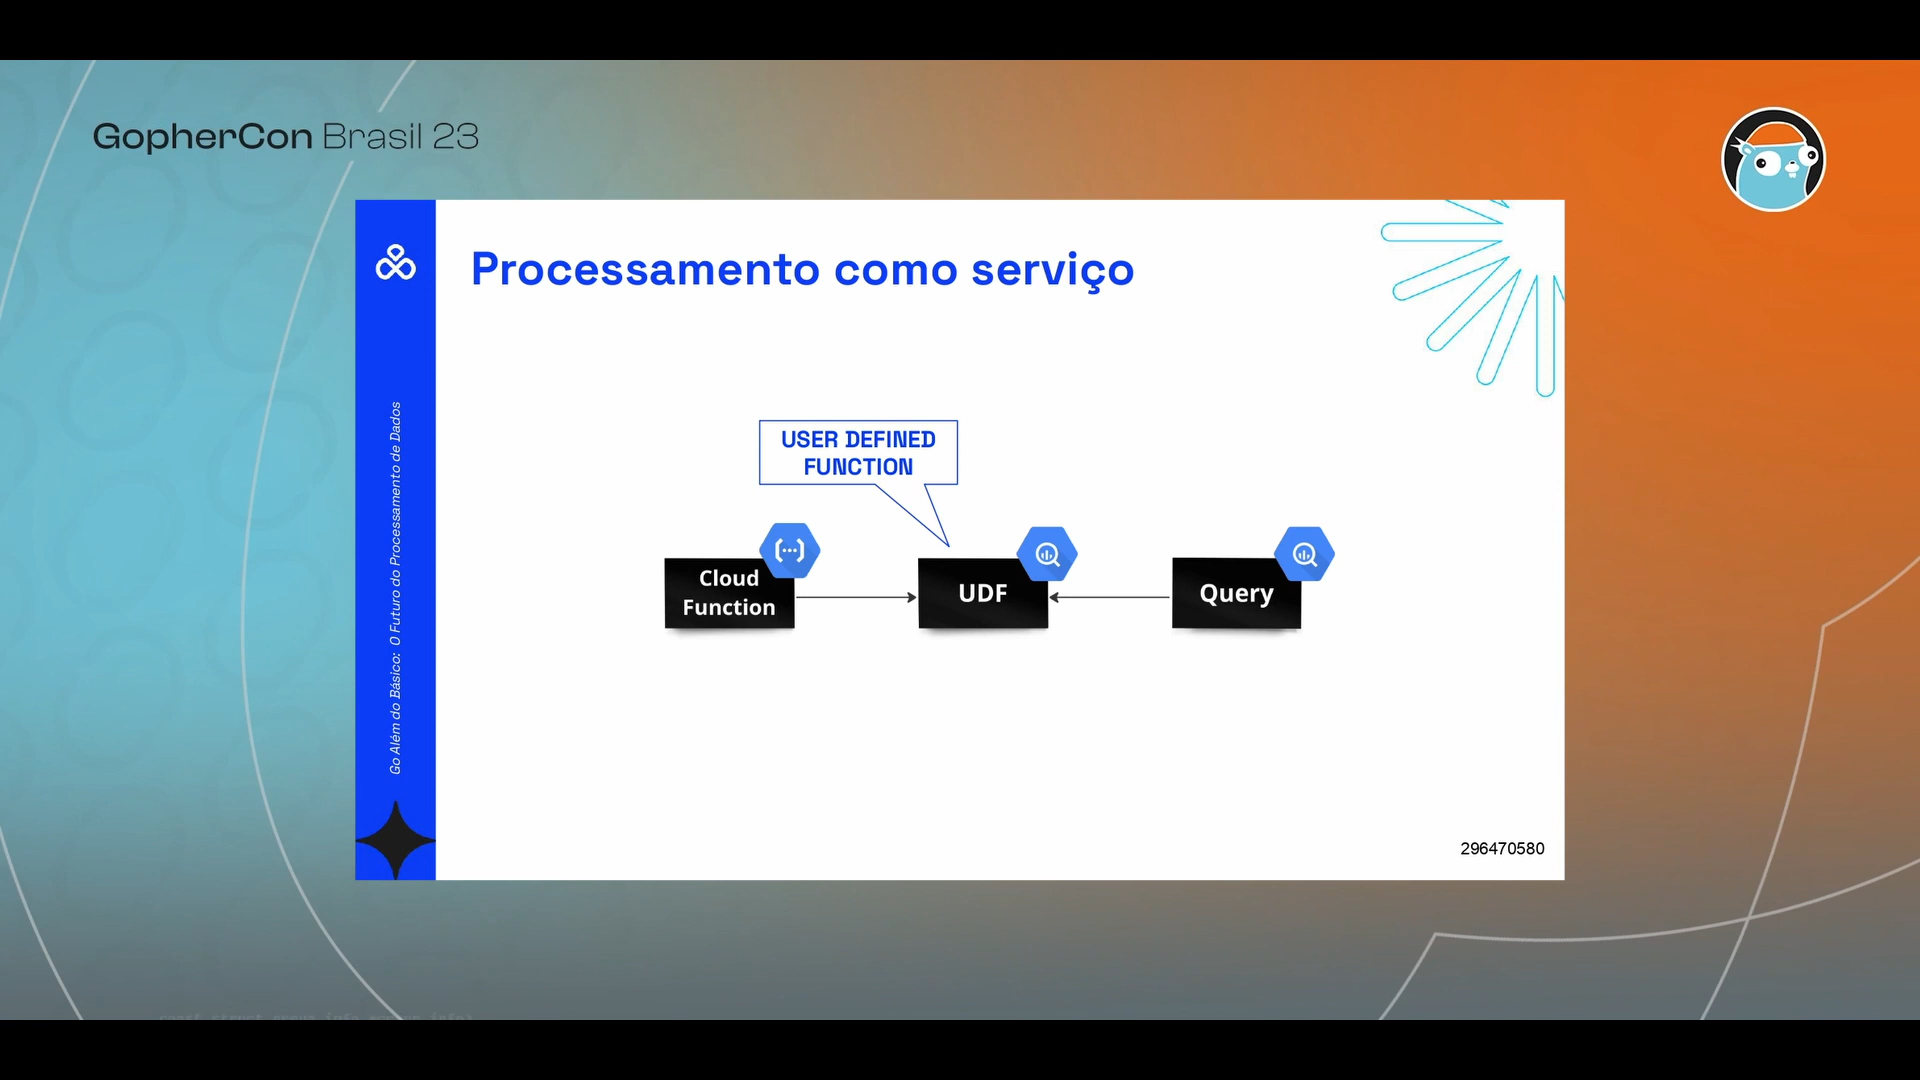 GopherCon Brasil 23
Processamento como serviço
Go Além do Básico: O Futuro do Processamento de Dados
USER DEFINED
FUNCTION
Cloud
Function
UDF
Query
296470580